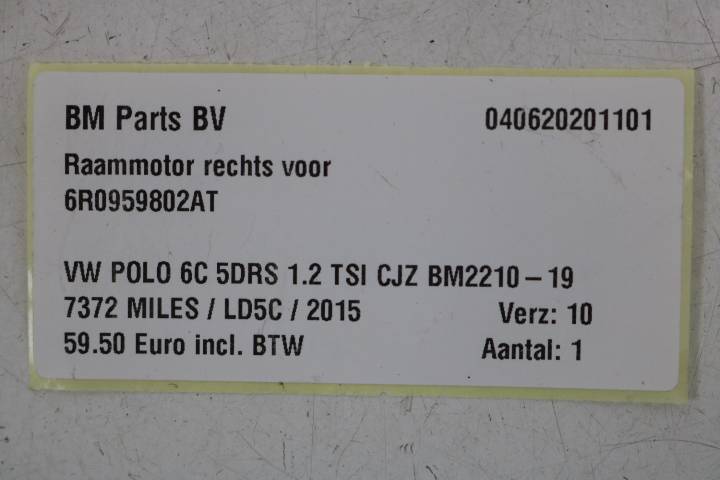 BM Parts BV 040620201101
Raammotor rechts voor
6R0959802AT
VW POLO 6C 5DRS 1.2 TSI CJZ BM2210-19
7372 MILES / LD5C / 2015 Verz: 10
59.50 Euro incl. BTW Aantal: 1